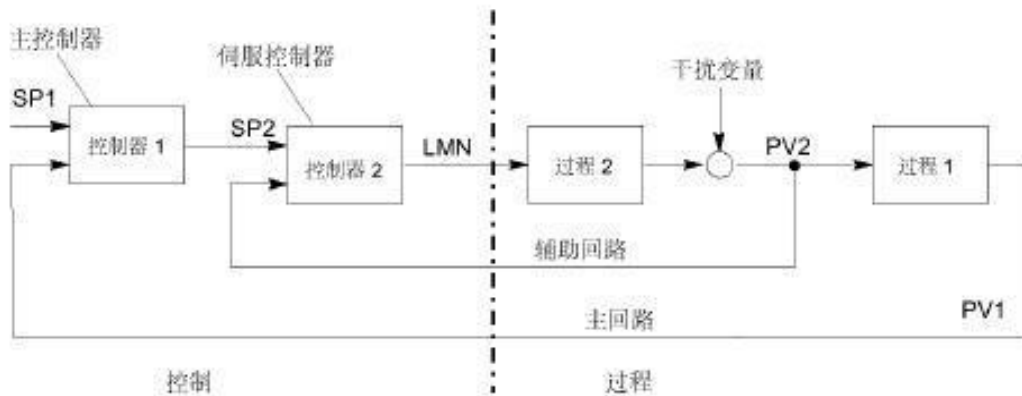 主控制器
伺服控制器
干扰变量
SP1
控制器 1
SP2
控制器 2
LMN
过程 2
PV2
过程 1
辅助回路
主回路
PV1
控制
过程